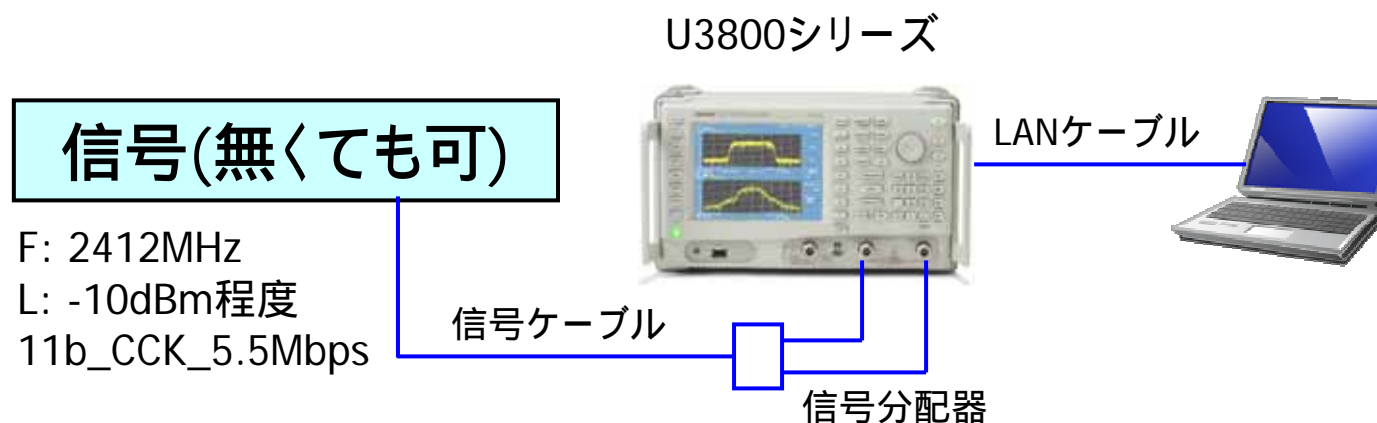 U3800シリーズ
信号(無くても可)
LANケーブル
F: 2412MHz
L: -10dBm程度
11b_CCK_5.5Mbps
信号ケーブル
信号分配器